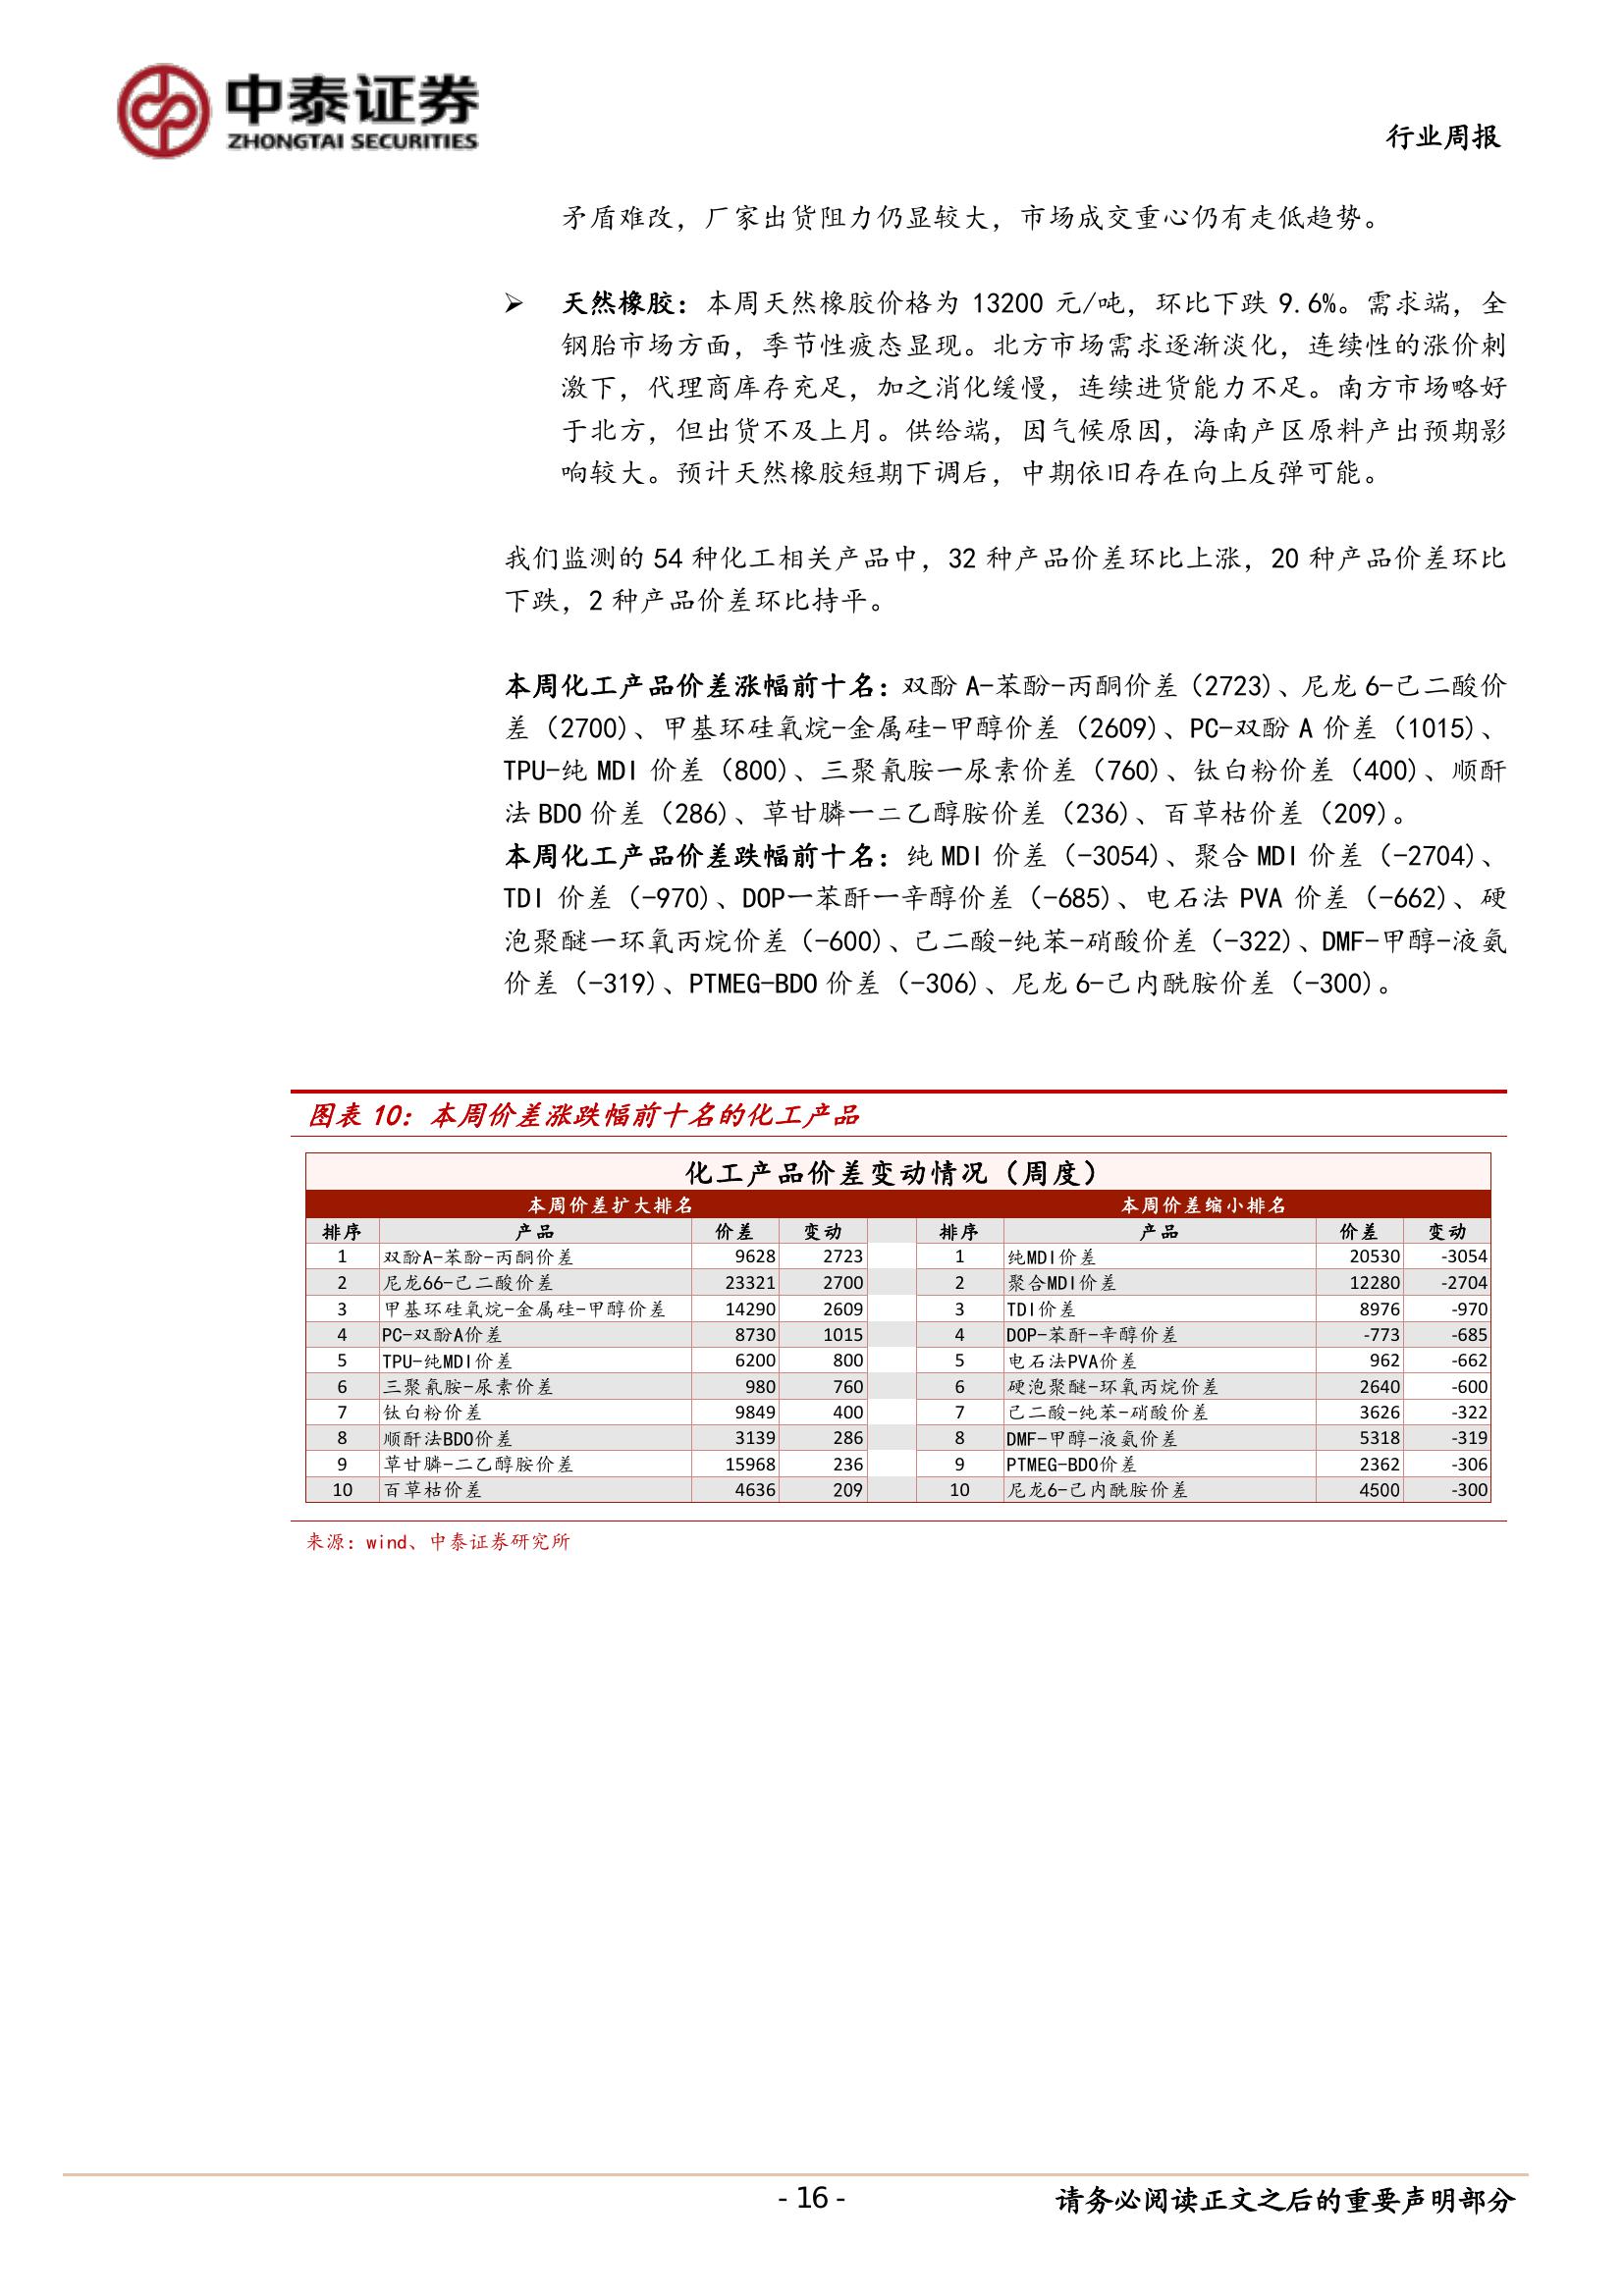 中泰证券
ZHONGTAI SECURITIES
行业周报
矛盾难改，厂家出货阻力仍显较大，市场成交重心仍有走低趋势。
➢ 天然橡胶：本周天然橡胶价格为 13200 元/吨，环比下跌 9.6%。需求端，全
钢胎市场方面，季节性疲态显现。北方市场需求逐渐淡化，连续性的涨价刺
激下，代理商库存充足，加之消化缓慢，连续进货能力不足。南方市场略好
于北方，但出货不及上月。供给端，因气候原因，海南产区原料产出预期影
响较大。预计天然橡胶短期下调后，中期依旧存在向上反弹可能。
我们监测的 54 种化工相关产品中，32 种产品价差环比上涨，20 种产品价差环比
下跌，2 种产品价差环比持平。
本周化工产品价差涨幅前十名：双酚 A-苯酚-丙酮价差（2723）、尼龙 6-己二酸价
差（2700）、甲基环硅氧烷-金属硅-甲醇价差（2609）、PC-双酚 A 价差（1015）、
TPU-纯 MDI 价差（800）、三聚氰胺一尿素价差（760）、钛白粉价差（400）、顺酐
法 BDO 价差（286）、草甘膦一二乙醇胺价差（236）、百草枯价差（209）。
本周化工产品价差跌幅前十名：纯 MDI 价差（-3054）、聚合 MDI 价差（-2704）、
TDI 价差（-970）、DOP一苯酐一辛醇价差（-685）、电石法 PVA 价差（-662）、硬
泡聚醚一环氧丙烷价差（-600）、己二酸-纯苯-硝酸价差（-322）、DMF-甲醇-液氨
价差（-319）、PTMEG-BDO 价差（-306）、尼龙 6-己内酰胺价差（-300）。
图表 10：本周价差涨跌幅前十名的化工产品
化工产品价差变动情况（周度）
本周价差扩大排名 本周价差缩小排名
排序 产品 价差 变动 排序 产品 价差 变动
1 双酚A-苯酚-丙酮价差 9628 2723 1 纯MDI价差 20530 -3054
2 尼龙66-己二酸价差 23321 2700 2 聚合MDI价差 12280 -2704
3 甲基环硅氧烷-金属硅-甲醇价差 14290 2609 3 TDI价差 8976 -970
4 PC-双酚A价差 8730 1015 4 DOP-苯酐-辛醇价差 -773 -685
5 TPU-纯MDI价差 6200 800 5 电石法PVA价差 962 -662
6 三聚氰胺-尿素价差 980 760 6 硬泡聚醚-环氧丙烷价差 2640 -600
7 钛白粉价差 9849 400 7 己二酸-纯苯-硝酸价差 3626 -322
8 顺酐法BDO价差 3139 286 8 DMF-甲醇-液氨价差 5318 -319
9 草甘膦-二乙醇胺价差 15968 236 9 PTMEG-BDO价差 2362 -306
10 百草枯价差 4636 209 10 尼龙6-己内酰胺价差 4500 -300
来源：wind、中泰证券研究所
- 16 -
请务必阅读正文之后的重要声明部分